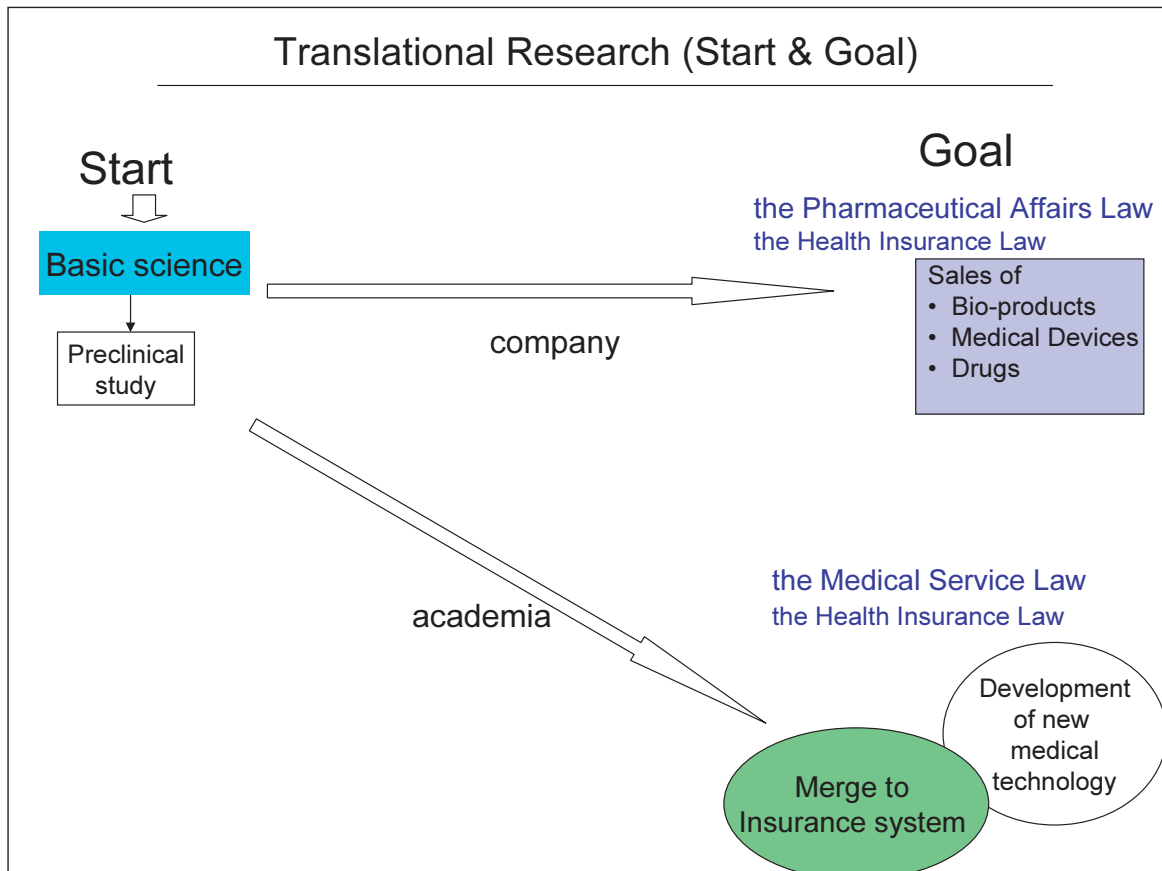 Translational Research (Start & Goal)
Start
Basic science
Preclinical
study
company
academia
Goal
the Pharmaceutical Affairs Law
the Health Insurance Law
Sales of
• Bio-products
• Medical Devices
• Drugs
the Medical Service Law
the Health Insurance Law
Development
of new
medical
technology
Merge to
Insurance system